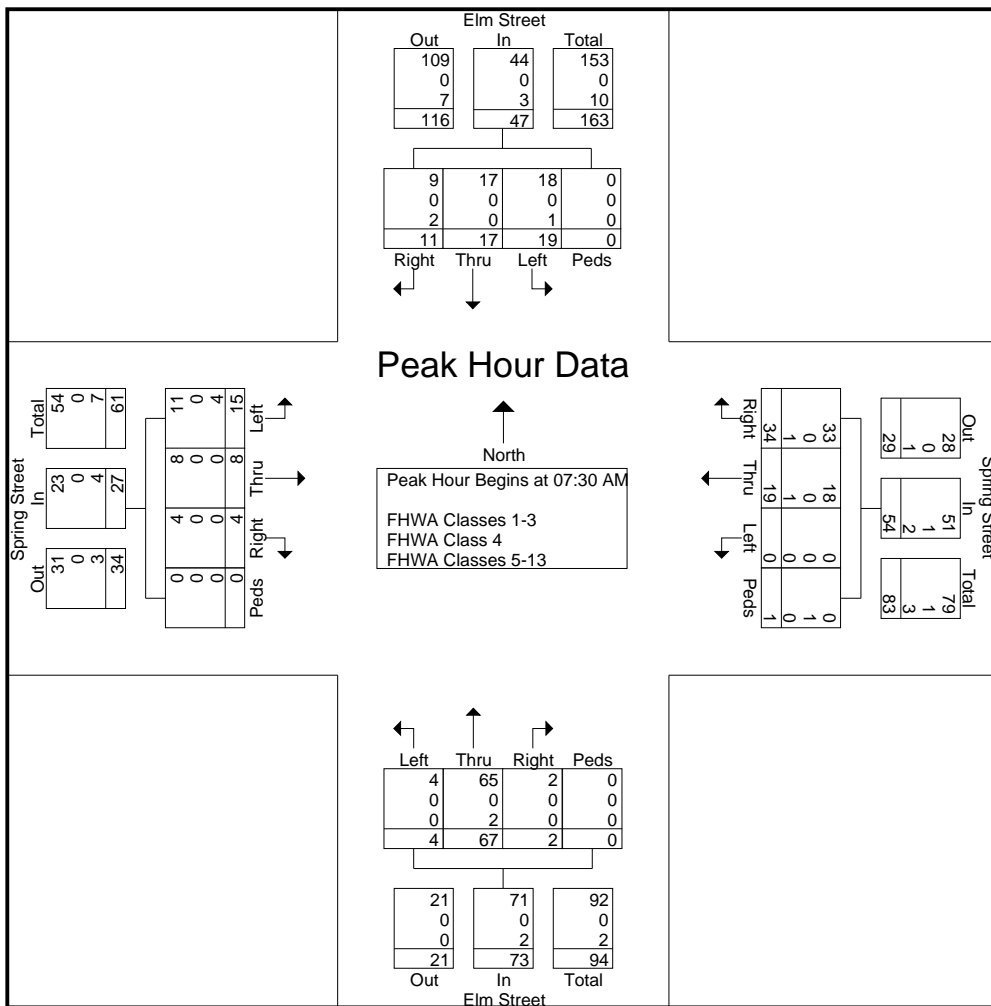 Elm Street
Out In Total
109 44 153
0 0 0
7 3 10
116 47 163
9 17 18 0
0 0 0 0
2 0 1 0
11 17 19 0
Right Thru Left Peds
Peak Hour Data
North
Peak Hour Begins at 07:30 AM
FHWA Classes 1-3
FHWA Class 4
FHWA Classes 5-13
Spring Street
Out In Total
31 23 54
0 0 0
3 4 7
34 27 61
4 8 11 0
0 0 0 0
0 0 4 0
4 8 15 0
Peds Right Thru Left
Spring Street
Out In Total
28 51 79
0 1 1
1 2 3
29 54 83
33 18 0 0
0 0 0 1
1 1 0 0
34 19 0 1
Right Thru Left Peds
Left Thru Right Peds
4 65 2 0
0 0 0 0
0 2 0 0
4 67 2 0
21 71 92
0 0 0
0 2 2
21 73 94
Out In Total
Elm Street